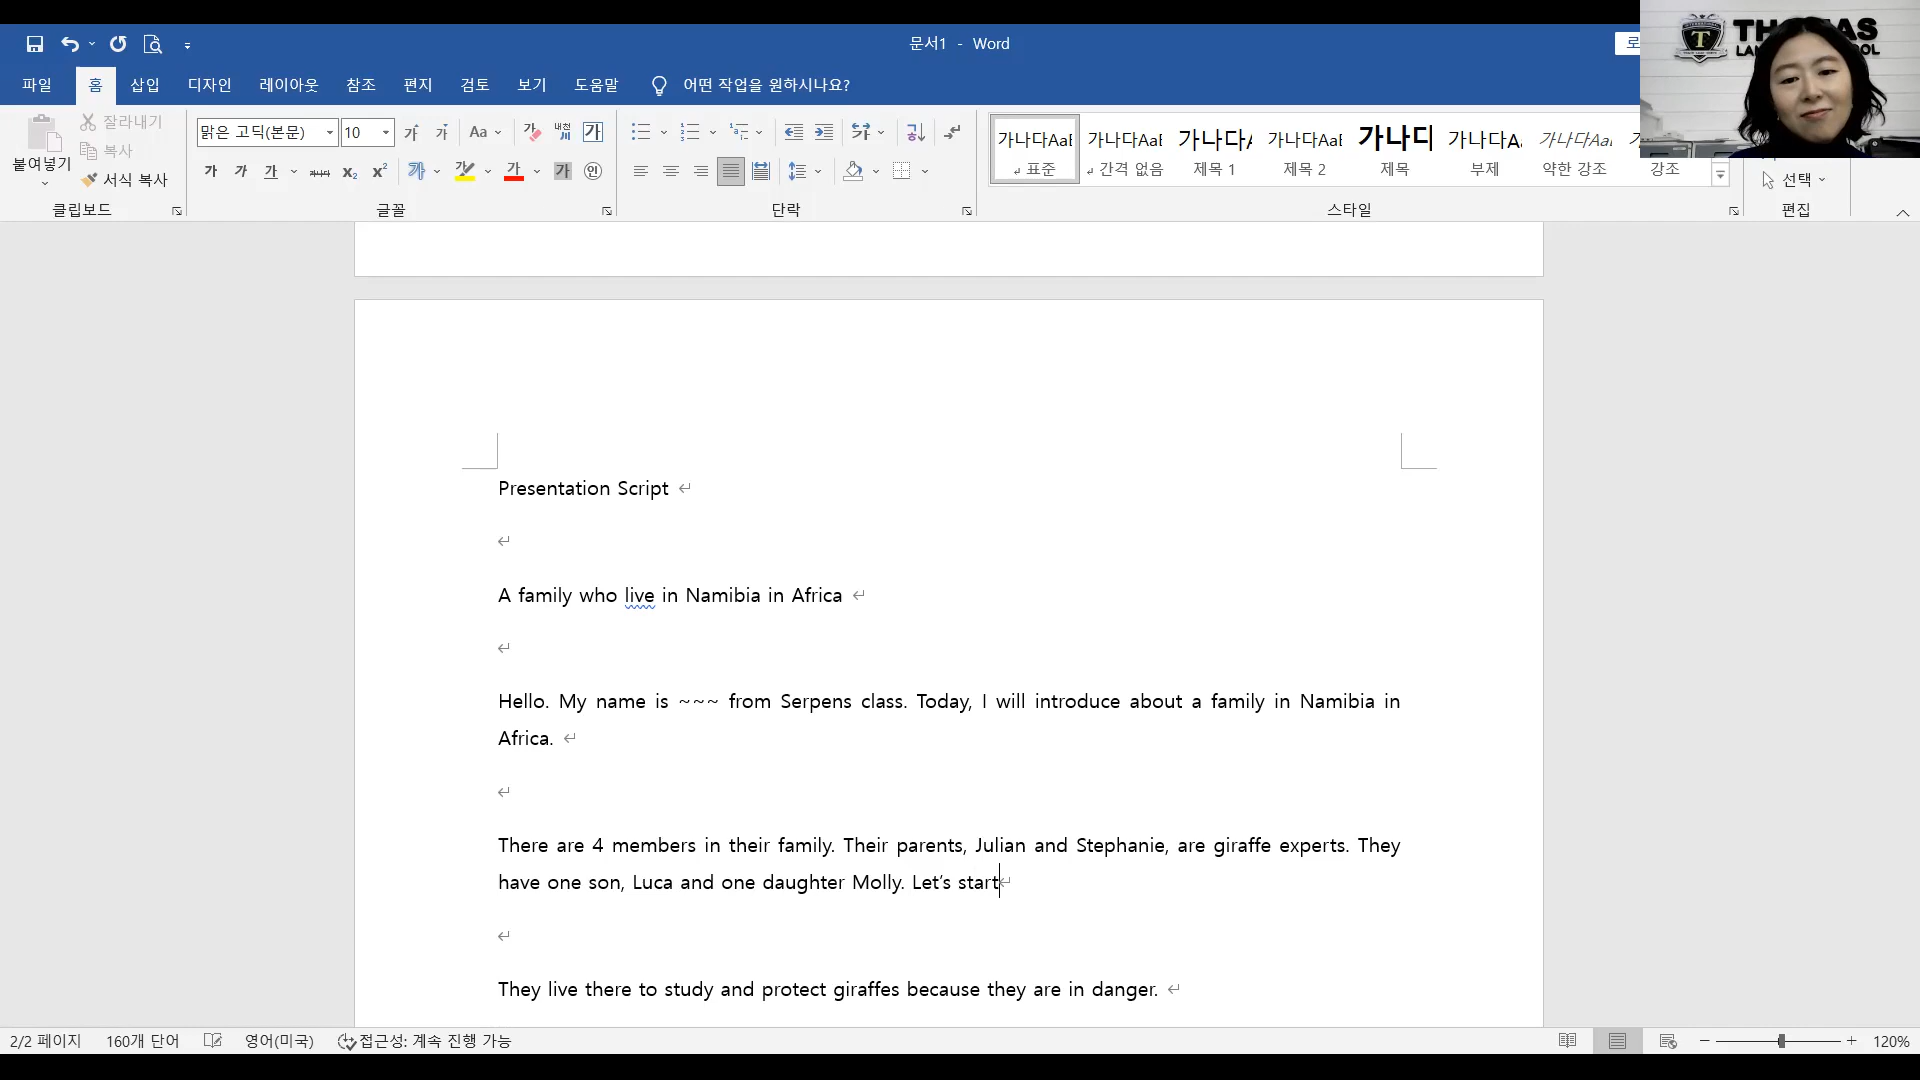 문서1 - Word
로
파일 홈 삽입 디자인 레이아웃 참조 편지 검토 보기 도움말 어떤 작업을 원하시나요?
붙여넣기
잘라내기
복사
서식 복사
클립보드
맑은 고딕(본문) 10
글꼴
단락
가나다AaB 가나다AaB 가나다A 가나다AaB 가나다 가나다Aa 가나다AaB
표준 간격 없음 제목 1 제목 2 제목 부제 약한 강조 강조
스타일
선택
편집
Presentation Script
A family who live in Namibia in Africa
Hello. My name is ~~~ from Serpens class. Today, I will introduce about a family in Namibia in
Africa.
There are 4 members in their family. Their parents, Julian and Stephanie, are giraffe experts. They
have one son, Luca and one daughter Molly. Let's start
They live there to study and protect giraffes because they are in danger.
2/2 페이지 160개 단어 영어(미국) 접근성: 계속 진행 가능 120%